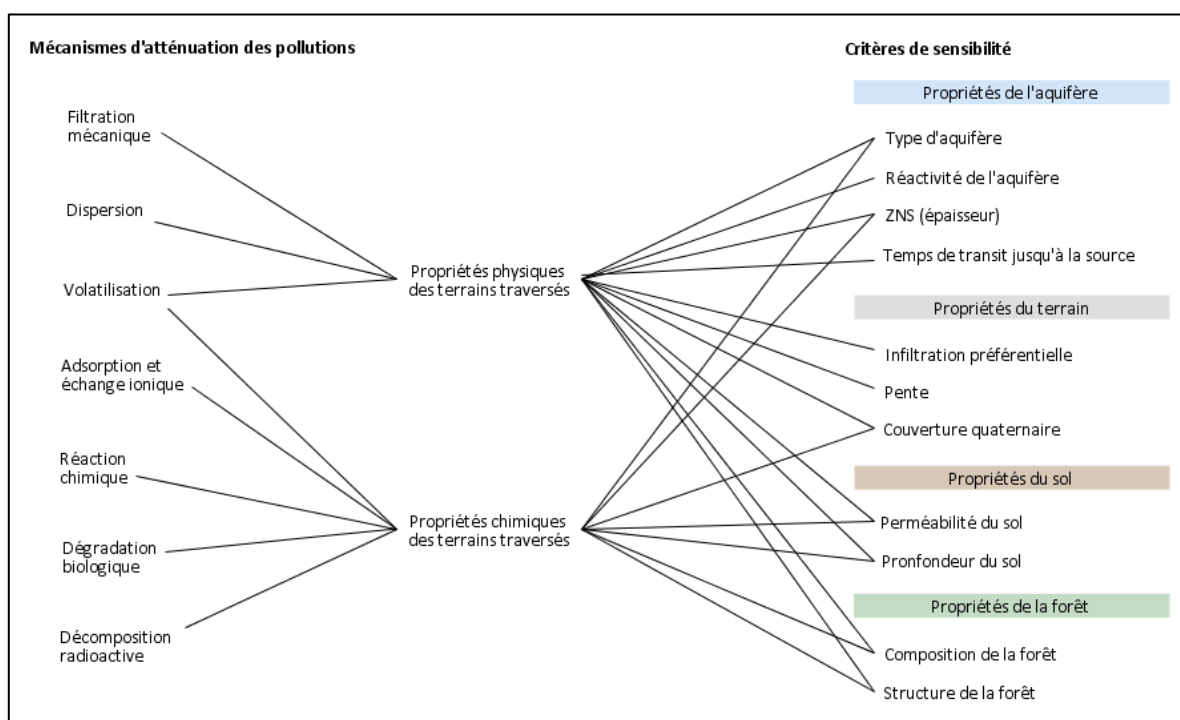 Mécanismes d'atténuation des pollutions
Filtration
mécanique
Dispersion
Volatilisation
Adsorption et
échange ionique
Réaction
chimique
Dégradation
biologique
Décomposition
radioactive
Propriétés physiques
des terrains traversés
Propriétés chimiques
des terrains traversés
Critères de sensibilité
Propriétés de l'aquifère
Type d'aquifère
Réactivité de l'aquifère
ZNS (épaisseur)
Temps de transit jusqu'à la source
Propriétés du terrain
Infiltration préférentielle
Pente
Couverture quaternaire
Propriétés du sol
Perméabilité du sol
Pronfondeur du sol
Propriétés de la forêt
Composition de la forêt
Structure de la forêt